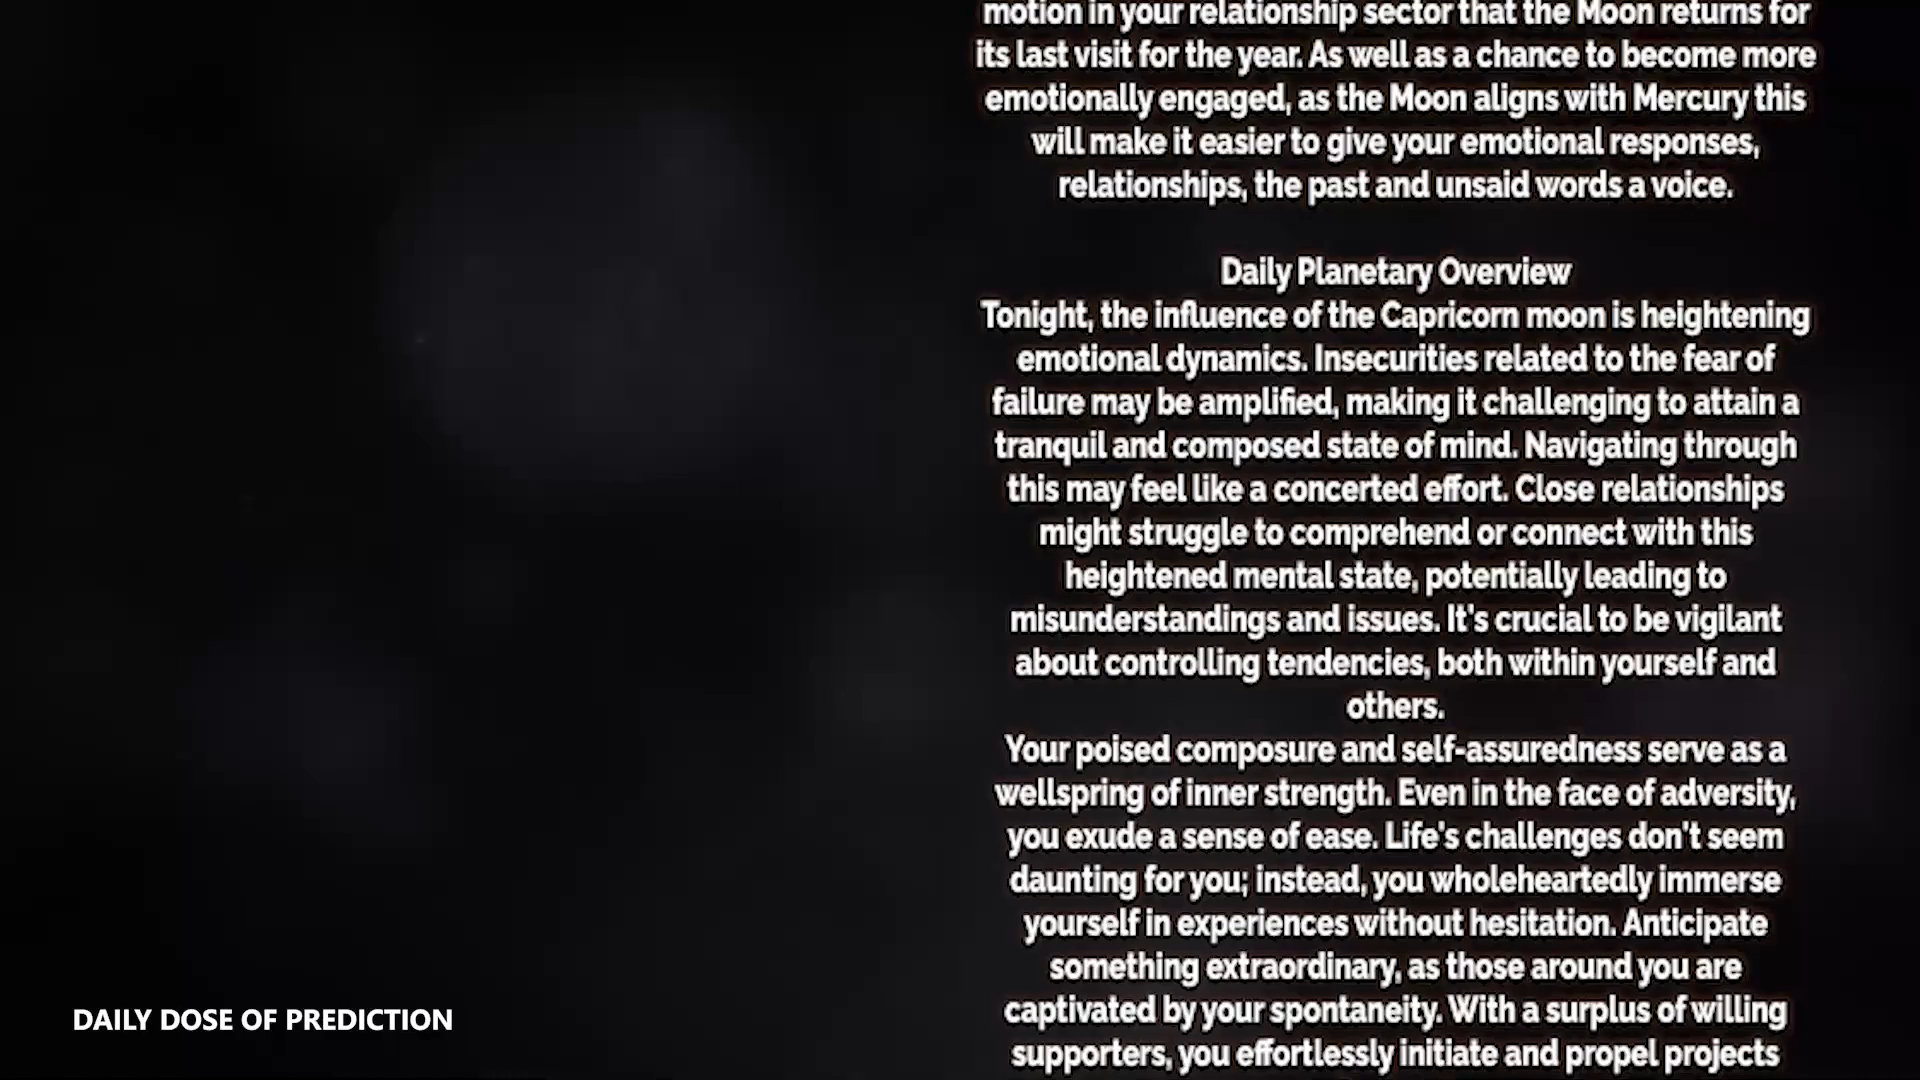 motion in your relationship sector that the Moon returns for
its last visit for the year. As well as a chance to become more
emotionally engaged, as the Moon aligns with Mercury this
will make it easier to give your emotional responses,
relationships, the past and unsaid words a voice.
Daily Planetary Overview
Tonight, the influence of the Capricorn moon is heightening
emotional dynamics. Insecurities related to the fear of
failure may be amplified, making it challenging to attain a
tranquil and composed state of mind. Navigating through
this may feel like a concerted effort. Close relationships
might struggle to comprehend or connect with this
heightened mental state, potentially leading to
misunderstandings and issues. It's crucial to be vigilant
about controlling tendencies, both within yourself and
others.
Your poised composure and self-assuredness serve as a
wellspring of inner strength. Even in the face of adversity,
you exude a sense of ease. Life's challenges don't seem
daunting for you; instead, you wholeheartedly immerse
yourself in experiences without hesitation. Anticipate
something extraordinary, as those around you are
captivated by your spontaneity. With a surplus of willing
supporters, you effortlessly initiate and propel projects
DAILY DOSE OF PREDICTION